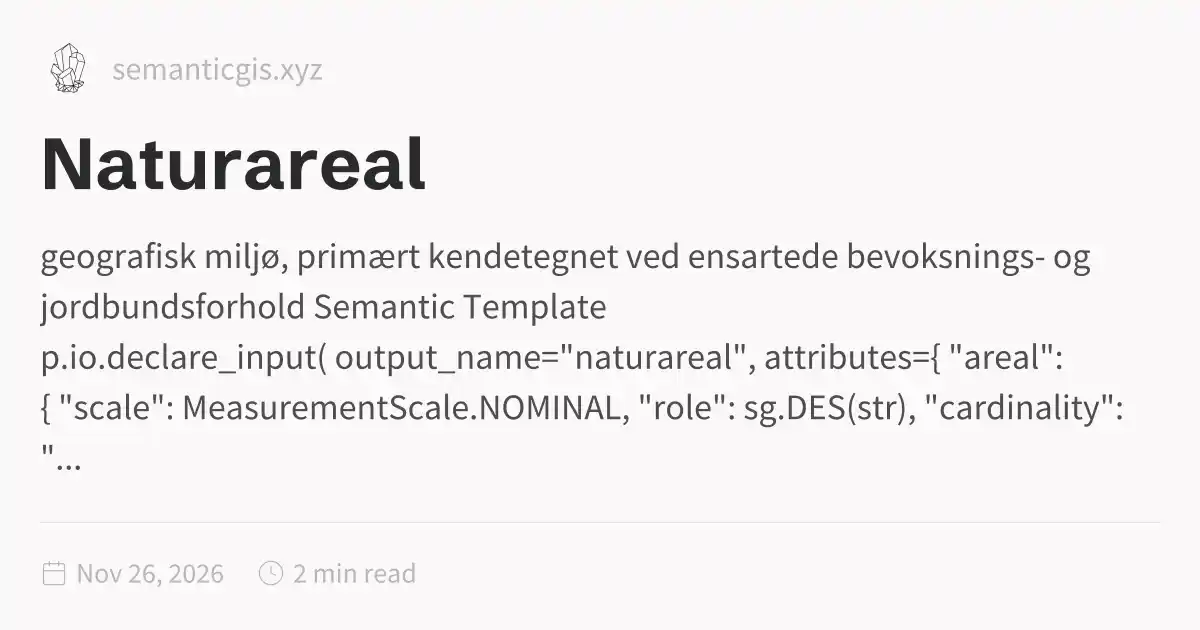 semanticgis.xyz
Naturareal
geografisk miljø, primært kendetegnet ved ensartede bevoksnings- og
jordbundsforhold Semantic Template
p.io.declare_input( output_name="naturareal", attributes={ "areal":
{ "scale": MeasurementScale.NOMINAL, "role": sg.DES(str), "cardinality":
"...
Nov 26, 2026 2 min read